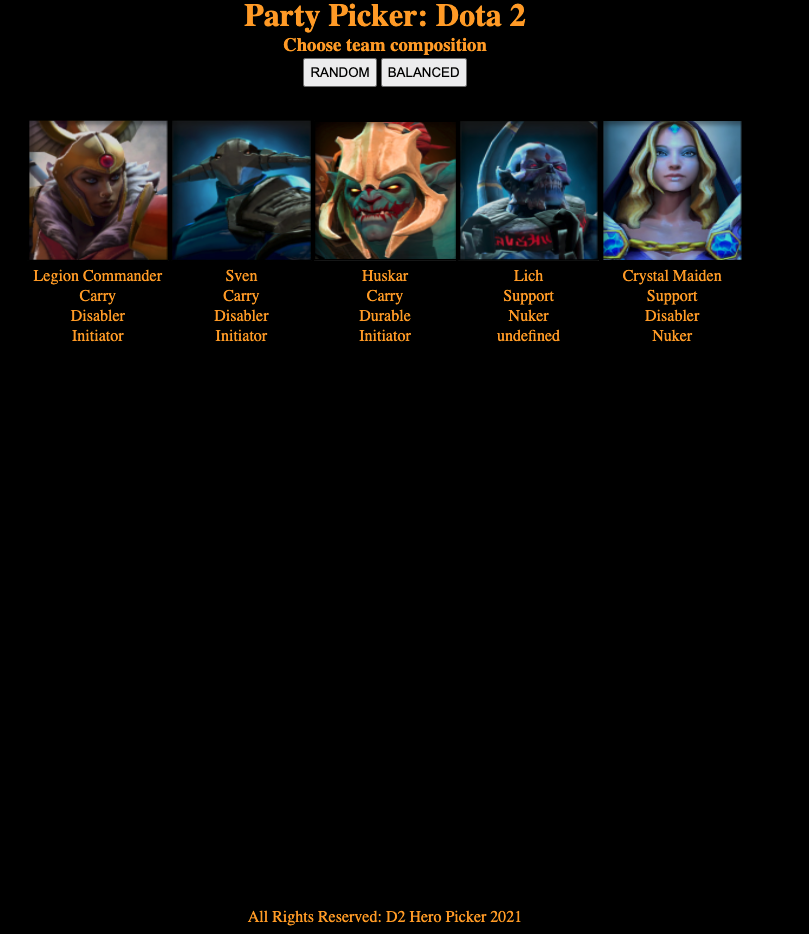 Party Picker: Dota 2
Choose team composition
RANDOM BALANCED
Legion Commander Sven Huskar Lich Crystal Maiden
Carry Carry Carry Support Support
Disabler Disabler Durable Nuker Disabler
Initiator Initiator Initiator undefined Nuker
All Rights Reserved: D2 Hero Picker 2021